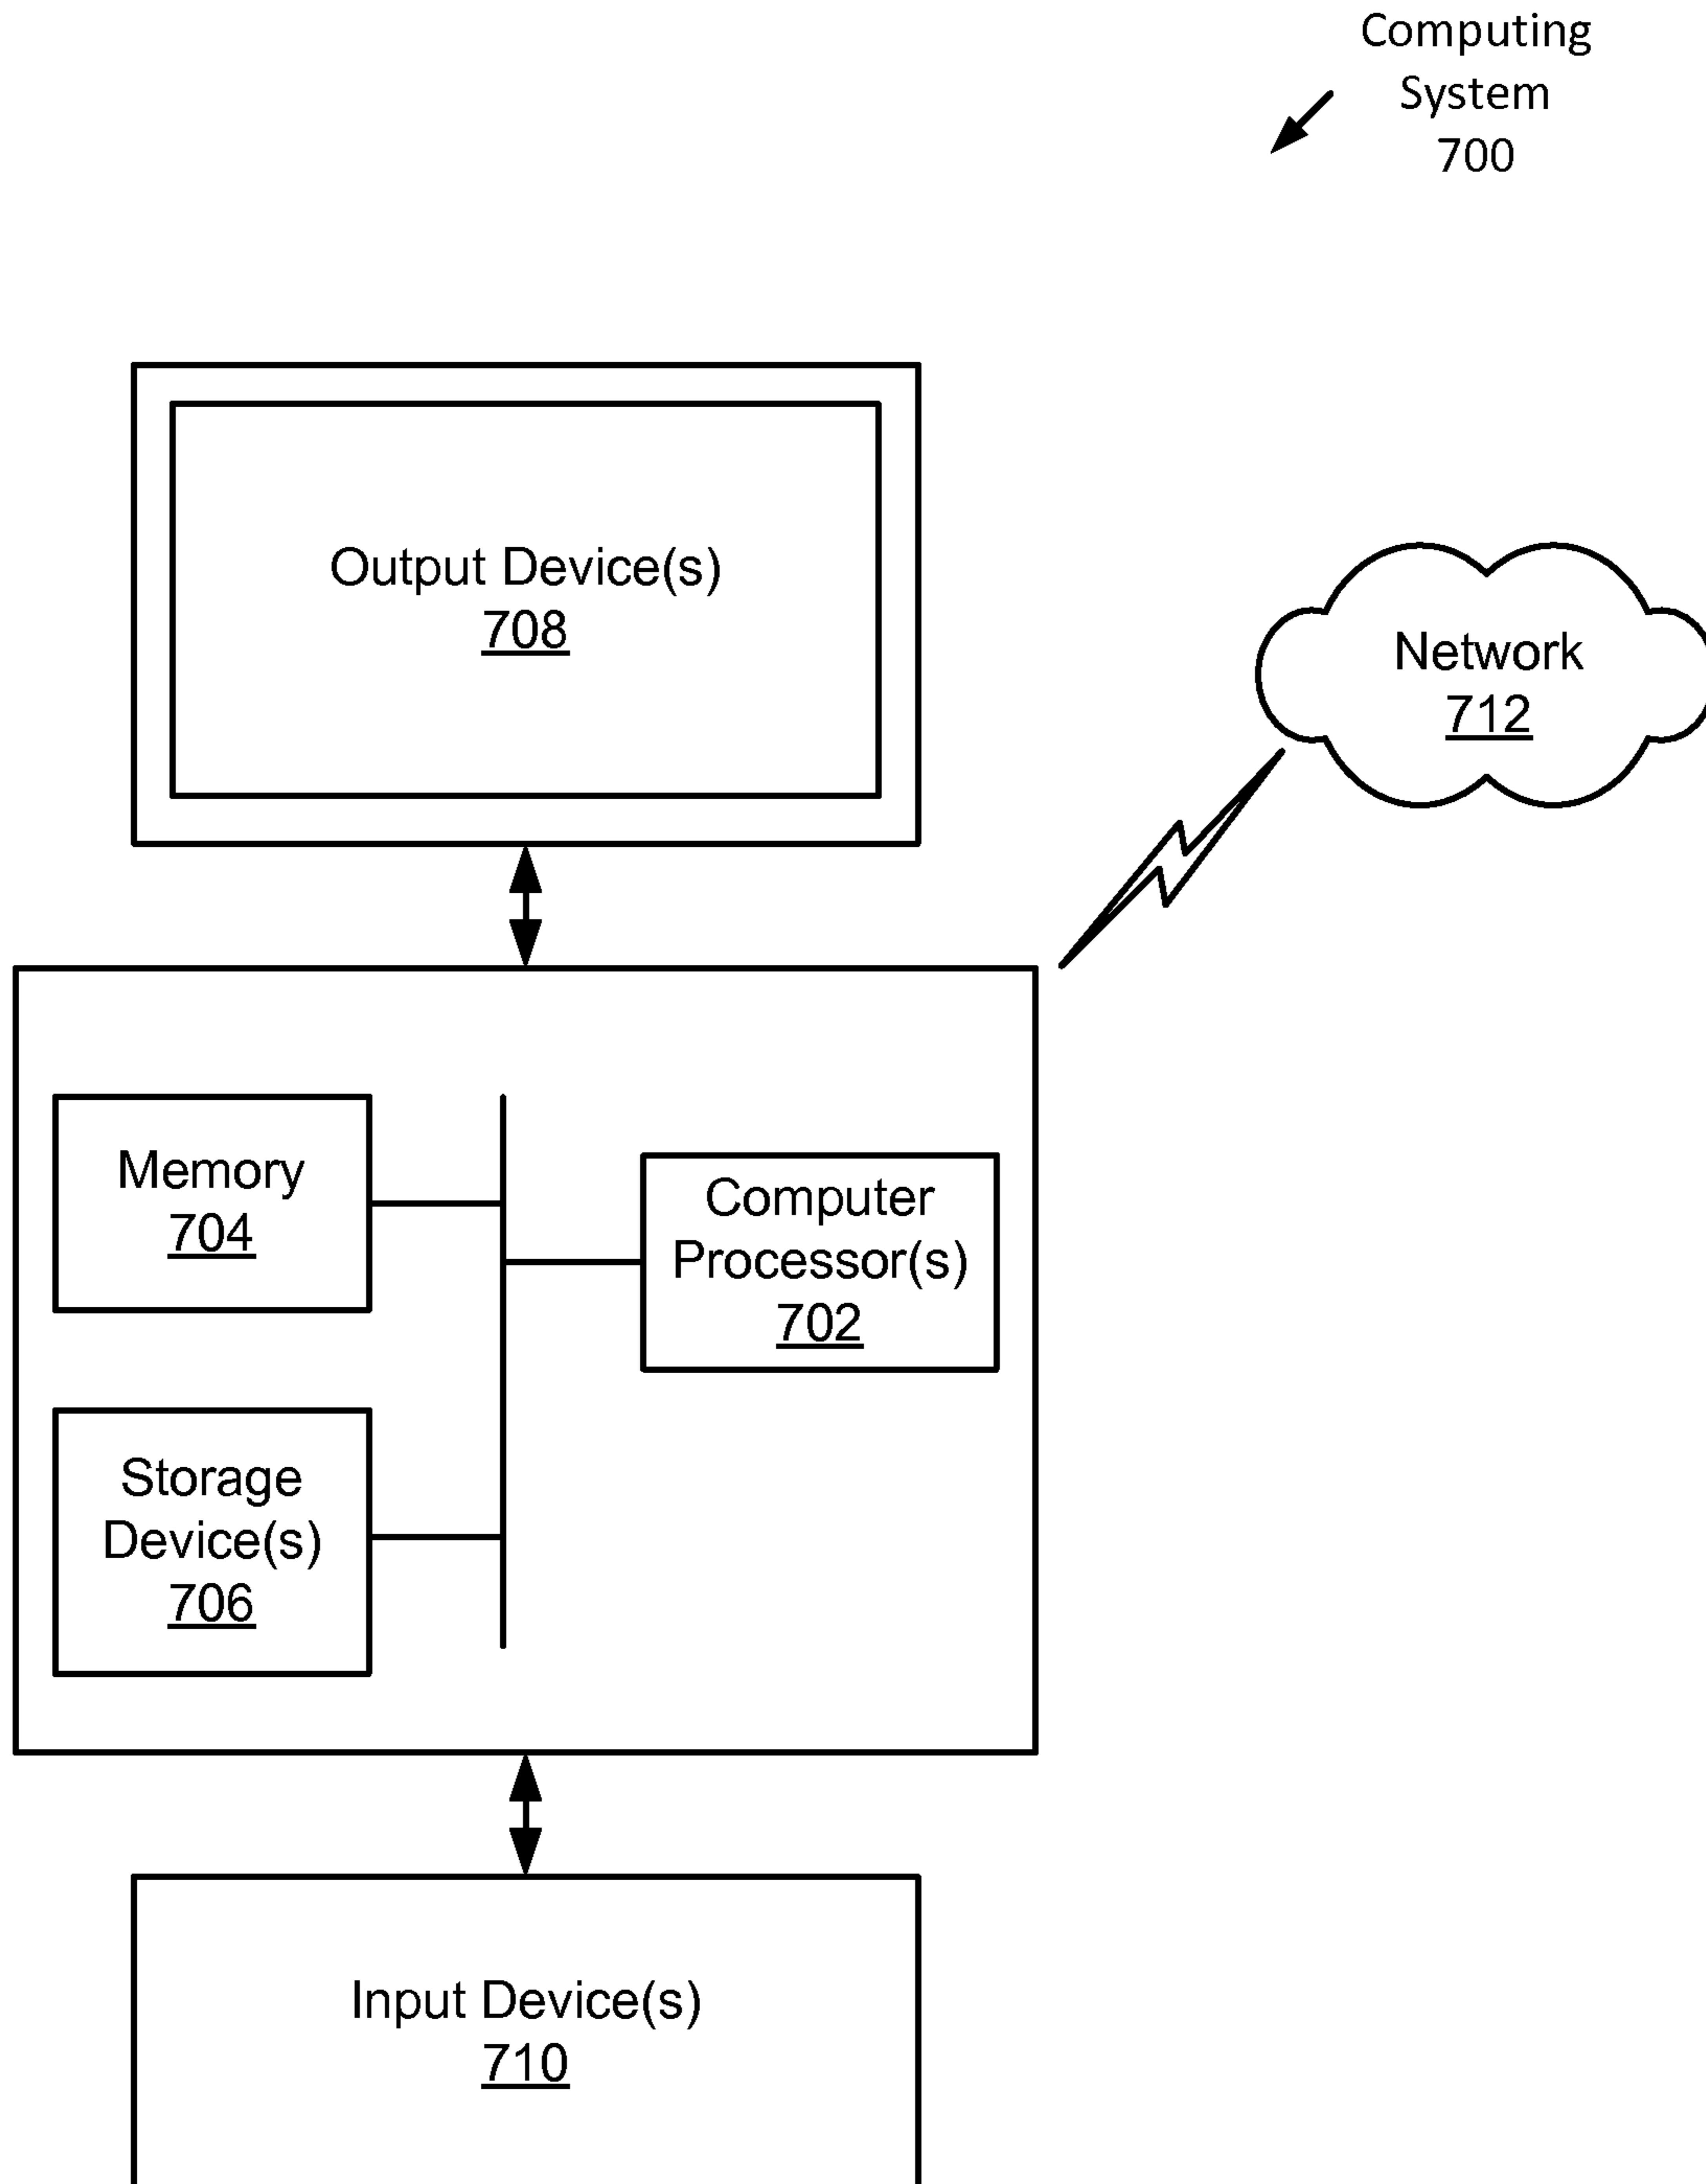 Computing
System
700
Output Device(s)
708
Network
712
Memory
704
Computer
Processor(s)
702
Storage
Device(s)
706
Input Device(s)
710